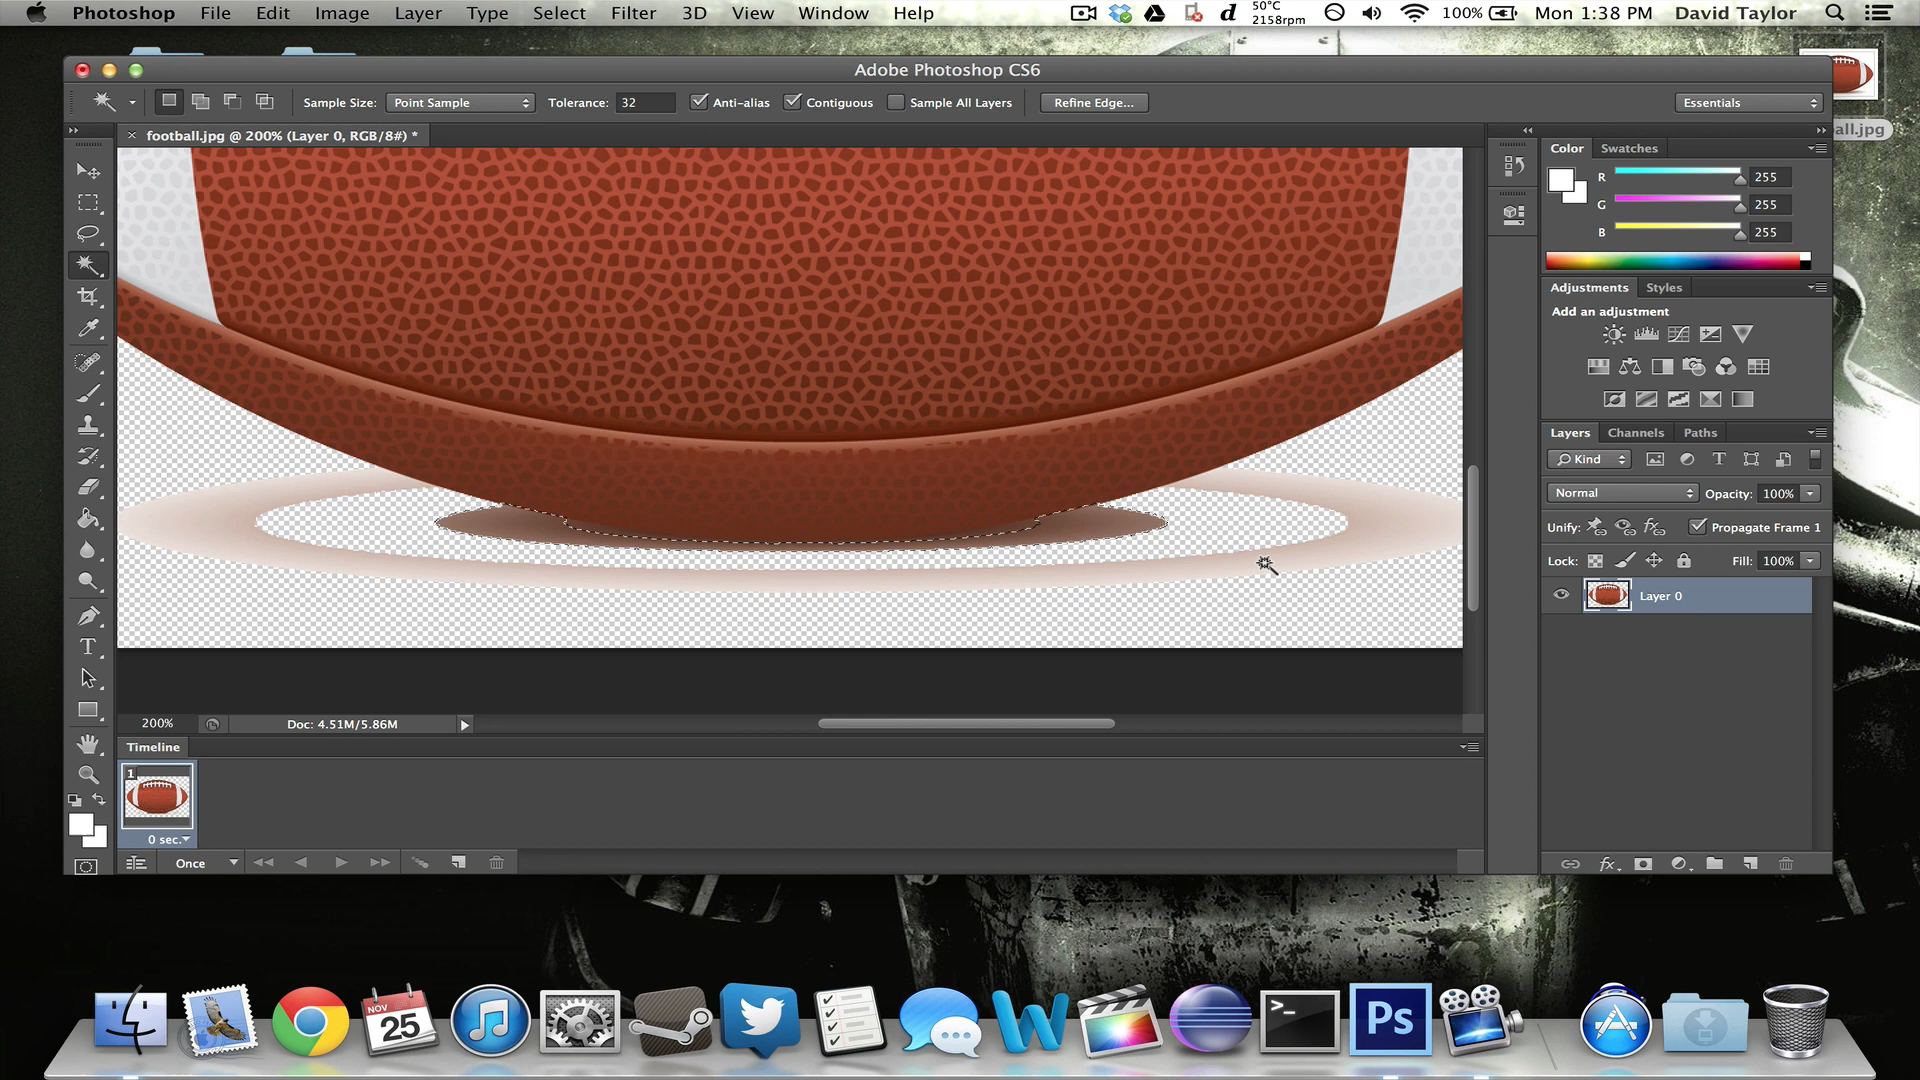 Photoshop File Edit Image Layer Type Select Filter 3D View Window Help d 50°C 2158rpm 100% Mon 1:38 PM David Taylor
Adobe Photoshop CS6
Sample Size: Point Sample Tolerance: 32 Anti-alias Contiguous Sample All Layers Refine Edge... Essentials
× football.jpg @ 200% (Layer 0, RGB/8#) *
all.jpg
Color Swatches
R 255
G 255
B 255
Adjustments Styles
Add an adjustment
Layers Channels Paths
Kind T
Normal Opacity: 100%
Unify: Propagate Frame 1
Lock: Fill: 100%
Layer 0
T
200% Doc: 4.51M/5.86M
Timeline
1
0 sec.
Once
fx
NOV
25
W
>_
Ps